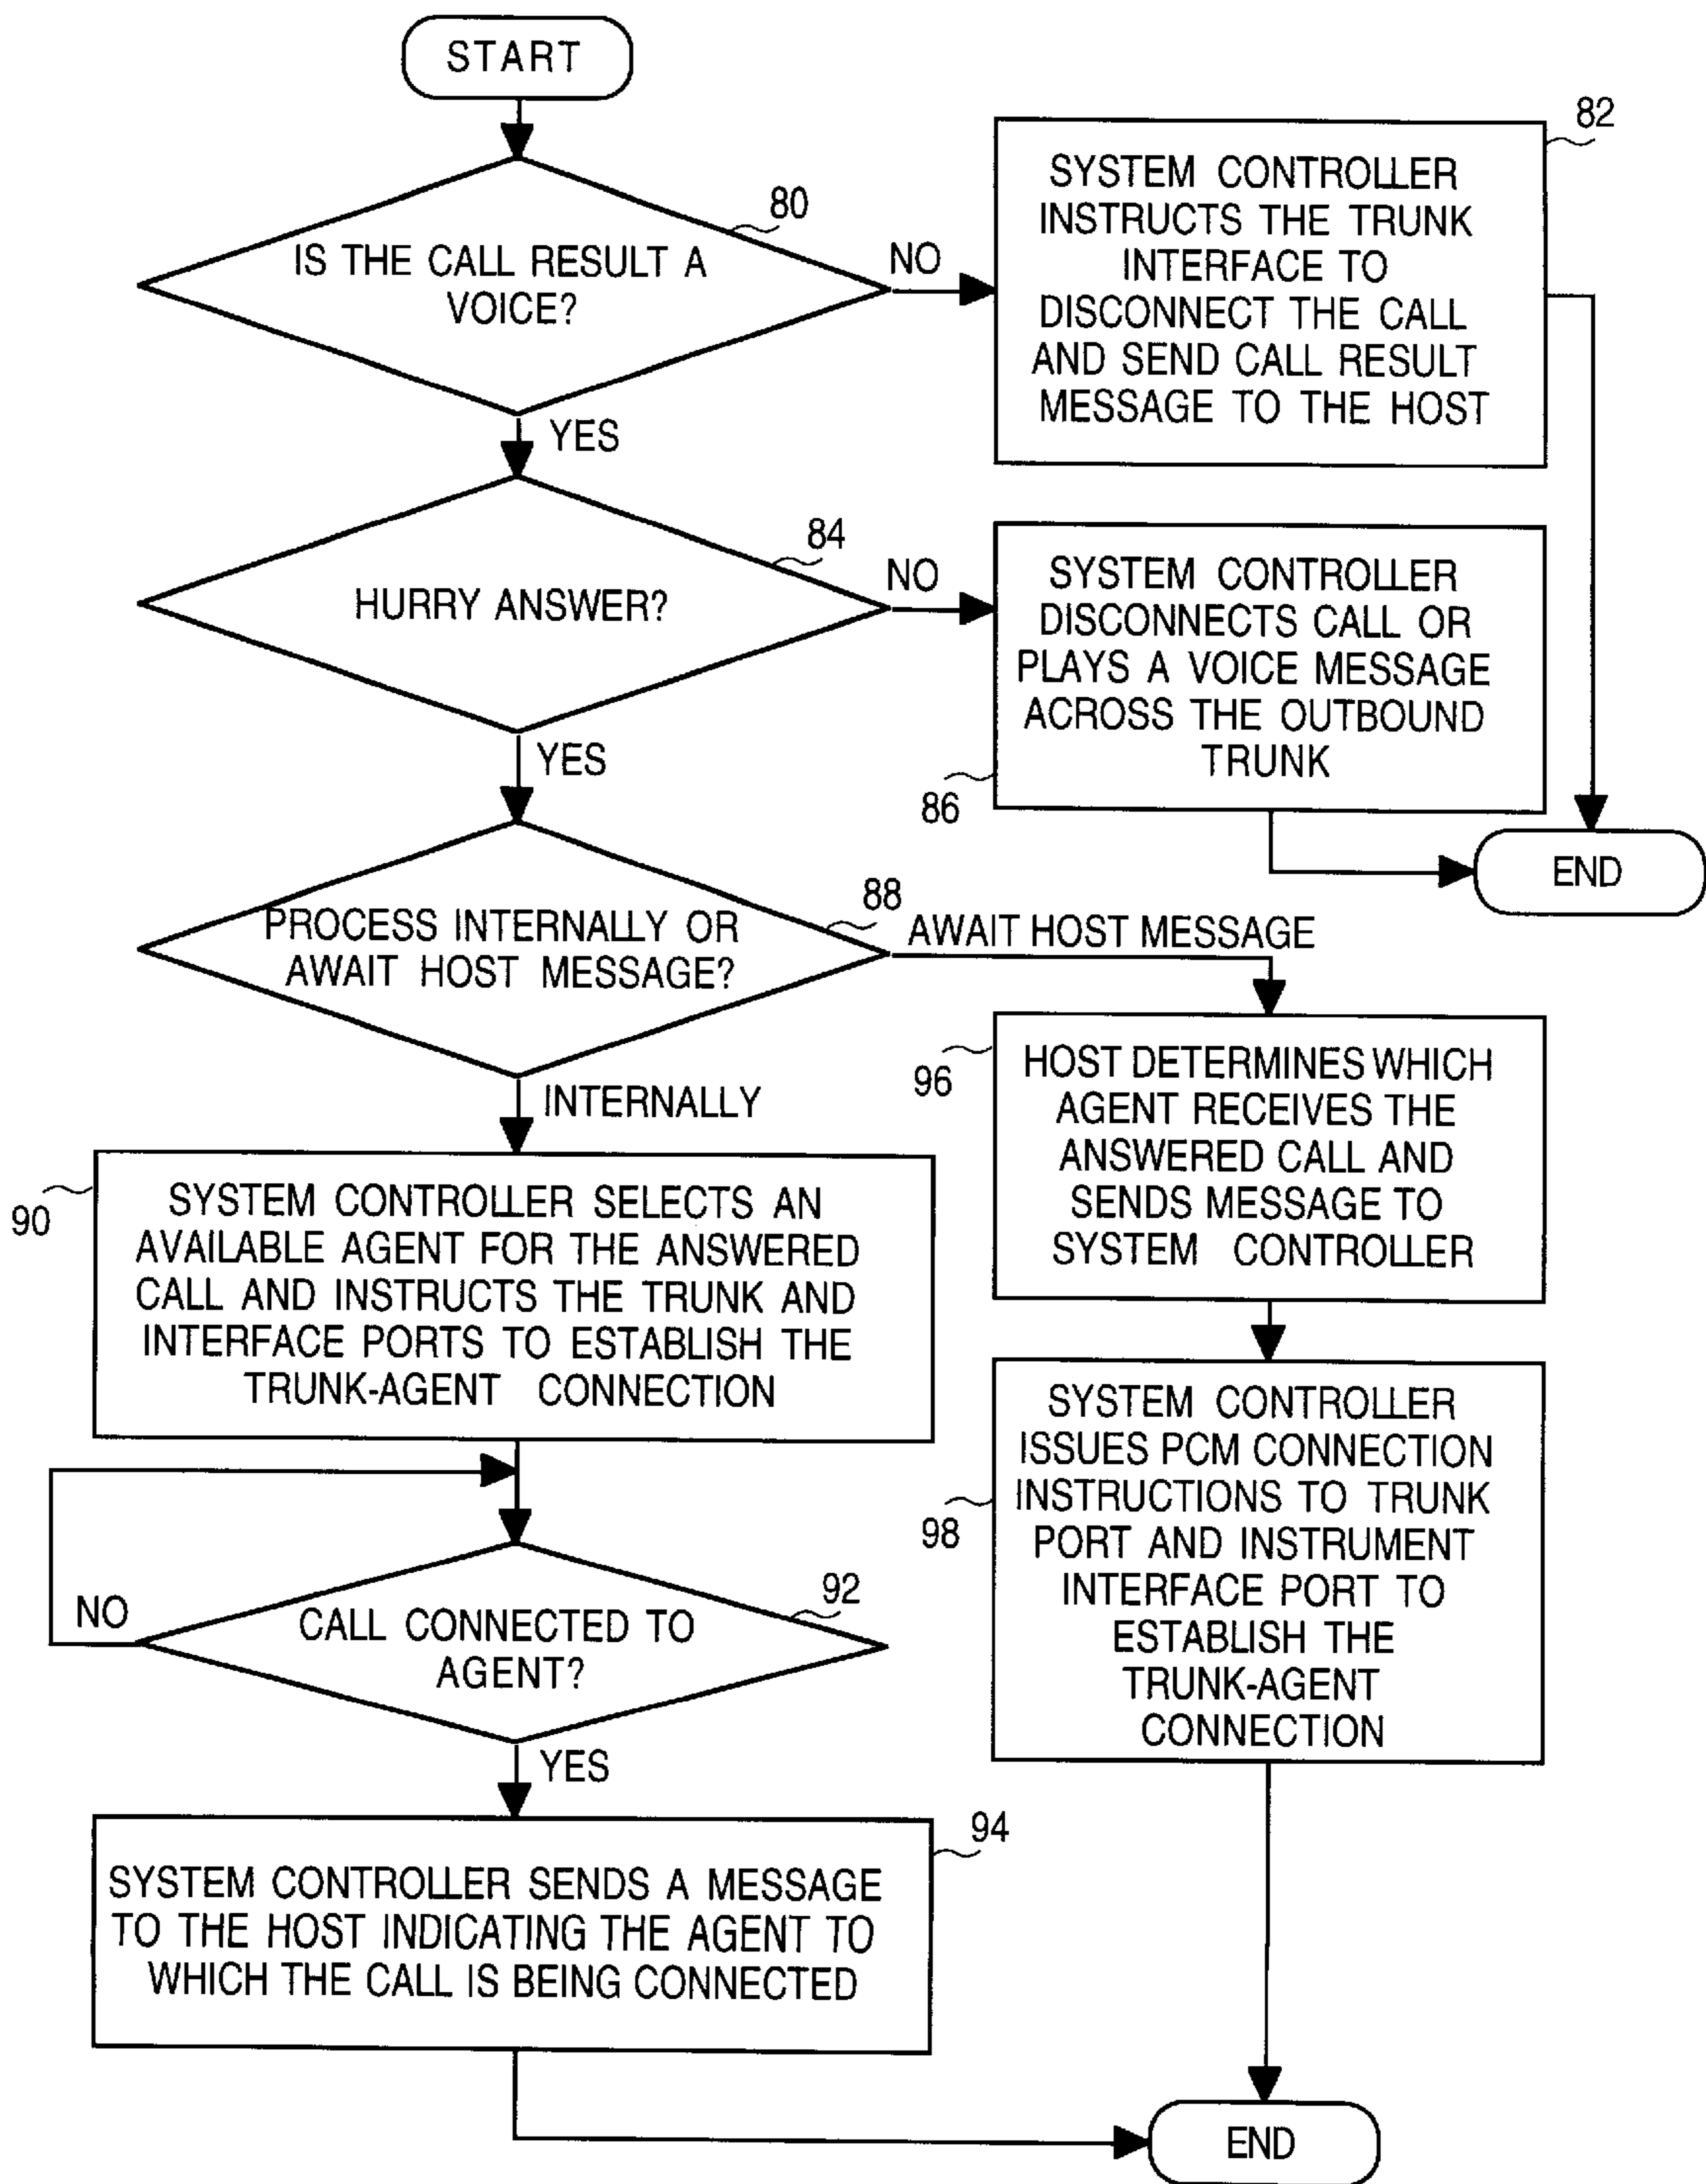 START
80
IS THE CALL RESULT A
VOICE?
NO
YES
82
SYSTEM CONTROLLER
INSTRUCTS THE TRUNK
INTERFACE TO
DISCONNECT THE CALL
AND SEND CALL RESULT
MESSAGE TO THE HOST
84
HURRY ANSWER?
NO
YES
SYSTEM CONTROLLER
DISCONNECTS CALL OR
PLAYS A VOICE MESSAGE
ACROSS THE OUTBOUND
TRUNK
86
END
88
PROCESS INTERNALLY OR
AWAIT HOST MESSAGE?
AWAIT HOST MESSAGE
INTERNALLY
96
HOST DETERMINES WHICH
AGENT RECEIVES THE
ANSWERED CALL AND
SENDS MESSAGE TO
SYSTEM CONTROLLER
90
SYSTEM CONTROLLER SELECTS AN
AVAILABLE AGENT FOR THE ANSWERED
CALL AND INSTRUCTS THE TRUNK AND
INTERFACE PORTS TO ESTABLISH THE
TRUNK-AGENT CONNECTION
98
SYSTEM CONTROLLER
ISSUES PCM CONNECTION
INSTRUCTIONS TO TRUNK
PORT AND INSTRUMENT
INTERFACE PORT TO
ESTABLISH THE
TRUNK-AGENT
CONNECTION
92
NO
CALL CONNECTED TO
AGENT?
YES
94
SYSTEM CONTROLLER SENDS A MESSAGE
TO THE HOST INDICATING THE AGENT TO
WHICH THE CALL IS BEING CONNECTED
END